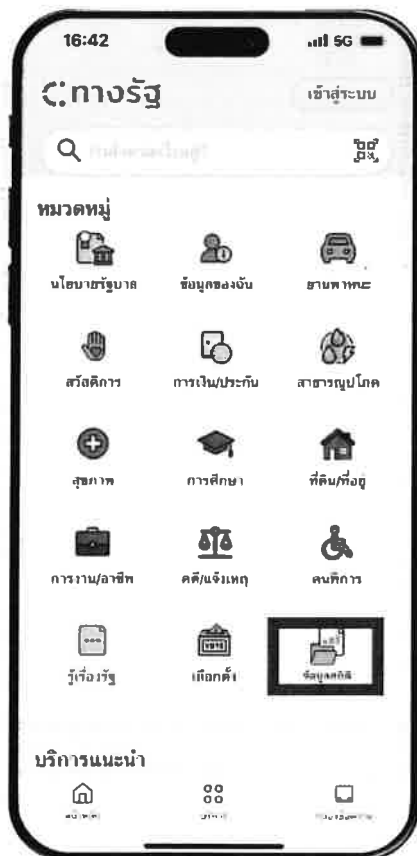 16:42
5G
ทางรัฐ
เข้าสู่ระบบ
หมวดหมู่
นโยบายรัฐบาล
ข้อมูลของฉัน
ยานพาหนะ
สวัสดิการ
การเงิน/ประกัน
สาธารณูปโภค
สุขภาพ
การศึกษา
ที่ดิน/ที่อยู่
การงาน/อาชีพ
คดี/แจ้งเหตุ
คนพิการ
รู้เรื่องรัฐ
เลือกตั้ง
ข้อมูลสถิติ
บริการแนะนำ